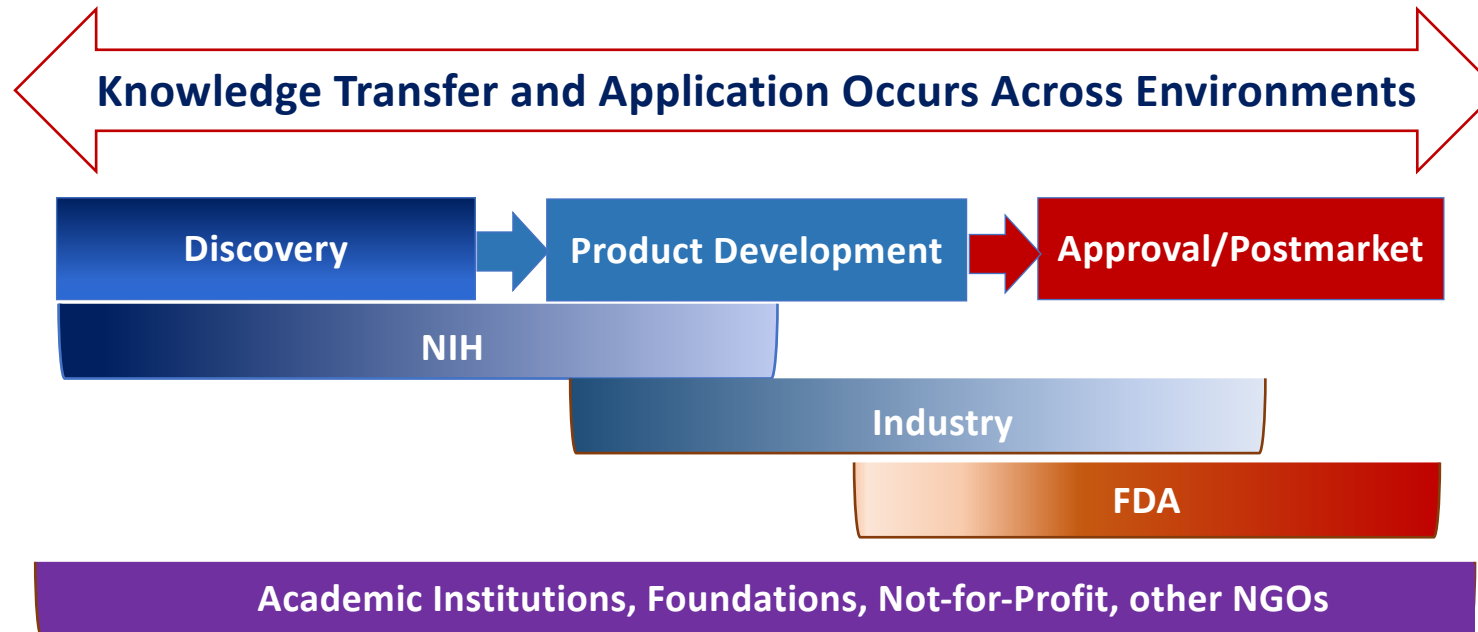 Knowledge Transfer and Application Occurs Across Environments
Discovery
Product Development
Approval/Postmarket
NIH
Industry
FDA
Academic Institutions, Foundations, Not-for-Profit, other NGOs